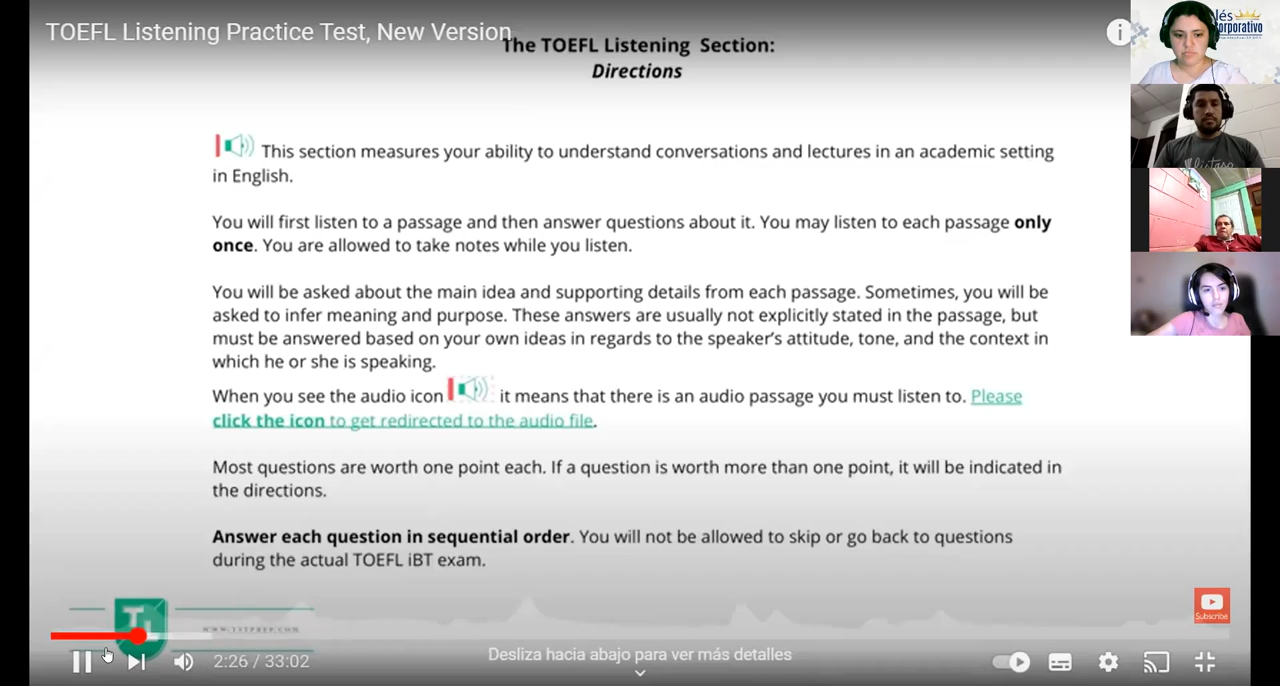 TOEFL Listening Practice Test, New Version
The TOEFL Listening Section:
Directions
This section measures your ability to understand conversations and lectures in an academic setting
in English.
You will first listen to a passage and then answer questions about it. You may listen to each passage only
once. You are allowed to take notes while you listen.
You will be asked about the main idea and supporting details from each passage. Sometimes, you will be
asked to infer meaning and purpose. These answers are usually not explicitly stated in the passage, but
must be answered based on your own ideas in regards to the speaker's attitude, tone, and the context in
which he or she is speaking.
When you see the audio icon it means that there is an audio passage you must listen to. Please
click the icon to get redirected to the audio file.
Most questions are worth one point each. If a question is worth more than one point, it will be indicated in
the directions.
Answer each question in sequential order. You will not be allowed to skip or go back to questions
during the actual TOEFL iBT exam.
WWW.TSTPREP.COM
Subscribe
2:26 / 33:02
Desliza hacia abajo para ver más detalles